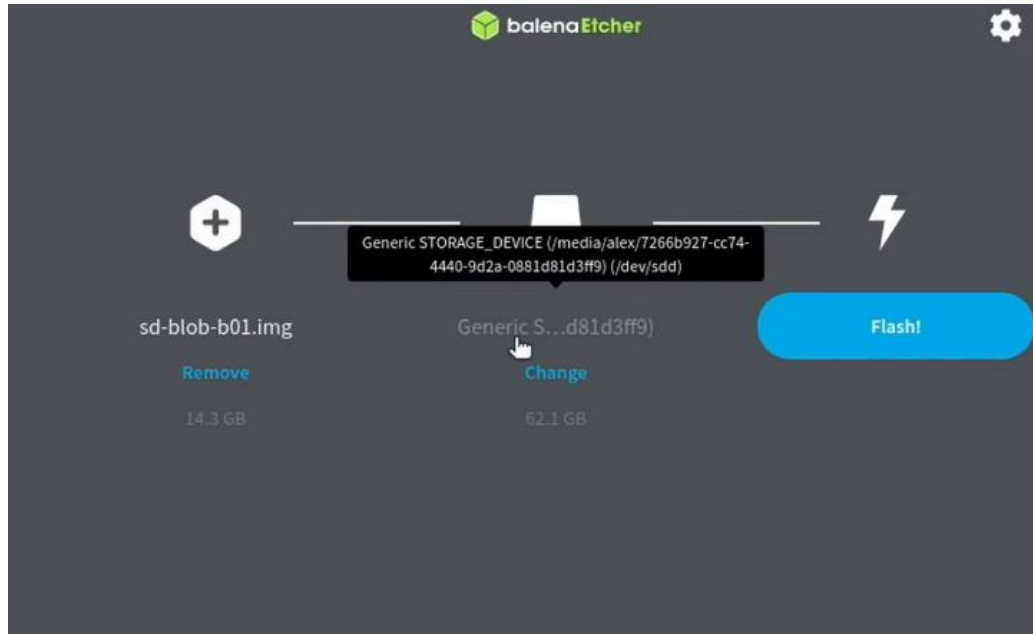 balenaEtcher
Generic STORAGE_DEVICE (/media/alex/7266b927-cc74-
4440-9d2a-0881d81d3ff9) (/dev/sdd)
sd-blob-b01.img
Generic S...d81d3ff9)
Flash!
Remove
Change
14.3 GB
62.1 GB